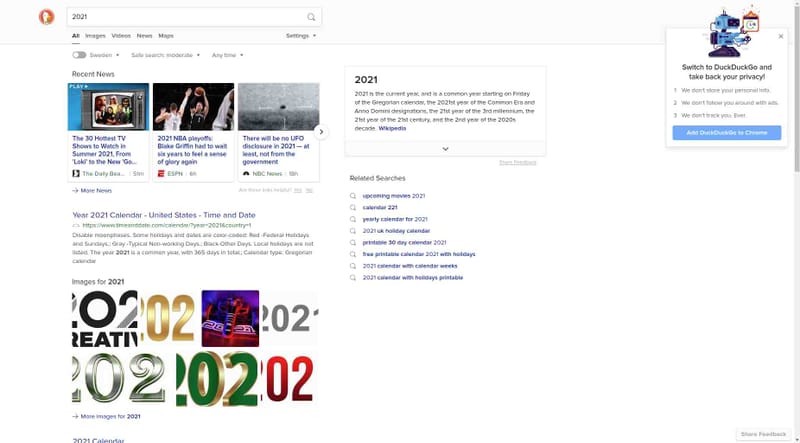 2021
All Images Videos News Maps Settings
Sweden Safe search: moderate Any time
Recent News
PLAY
The 30 Hottest TV Shows to Watch in Summer 2021, From 'Loki' to the New 'Go...
The Daily Bea... 51m
2021 NBA playoffs: Blake Griffin had to wait six years to feel a sense of glory again
ESPN 6h
There will be no UFO disclosure in 2021 — at least, not from the government
NBC News 18h
More News
Are these links helpful? Yes No
Year 2021 Calendar - United States - Time and Date
https://www.timeanddate.com/calendar/?year=2021&country=1
Disable moonphases. Some holidays and dates are color-coded: Red -Federal Holidays
and Sundays.; Gray -Typical Non-working Days.; Black-Other Days. Local holidays are not
listed. The year 2021 is a common year, with 365 days in total.; Calendar type: Gregorian
calendar
Images for 2021
202
CREATIV
202
2021
202
202
202
More Images for 2021
2021 Calendar
2021
2021 is the current year, and is a common year starting on Friday
of the Gregorian calendar, the 2021st year of the Common Era and
Anno Domini designations, the 21st year of the 3rd millennium, the
21st year of the 21st century, and the 2nd year of the 2020s
decade. Wikipedia
Share Feedback
Related Searches
upcoming movies 2021
calendar 221
yearly calendar for 2021
2021 uk holiday calendar
printable 30 day calendar 2021
free printable calendar 2021 with holidays
2021 calendar with calendar weeks
2021 calendar with holidays printable
Switch to DuckDuckGo and
take back your privacy!
1 We don't store your personal info.
2 We don't follow you around with ads.
3 We don't track you. Ever.
Add DuckDuckGo to Chrome
Share Feedback